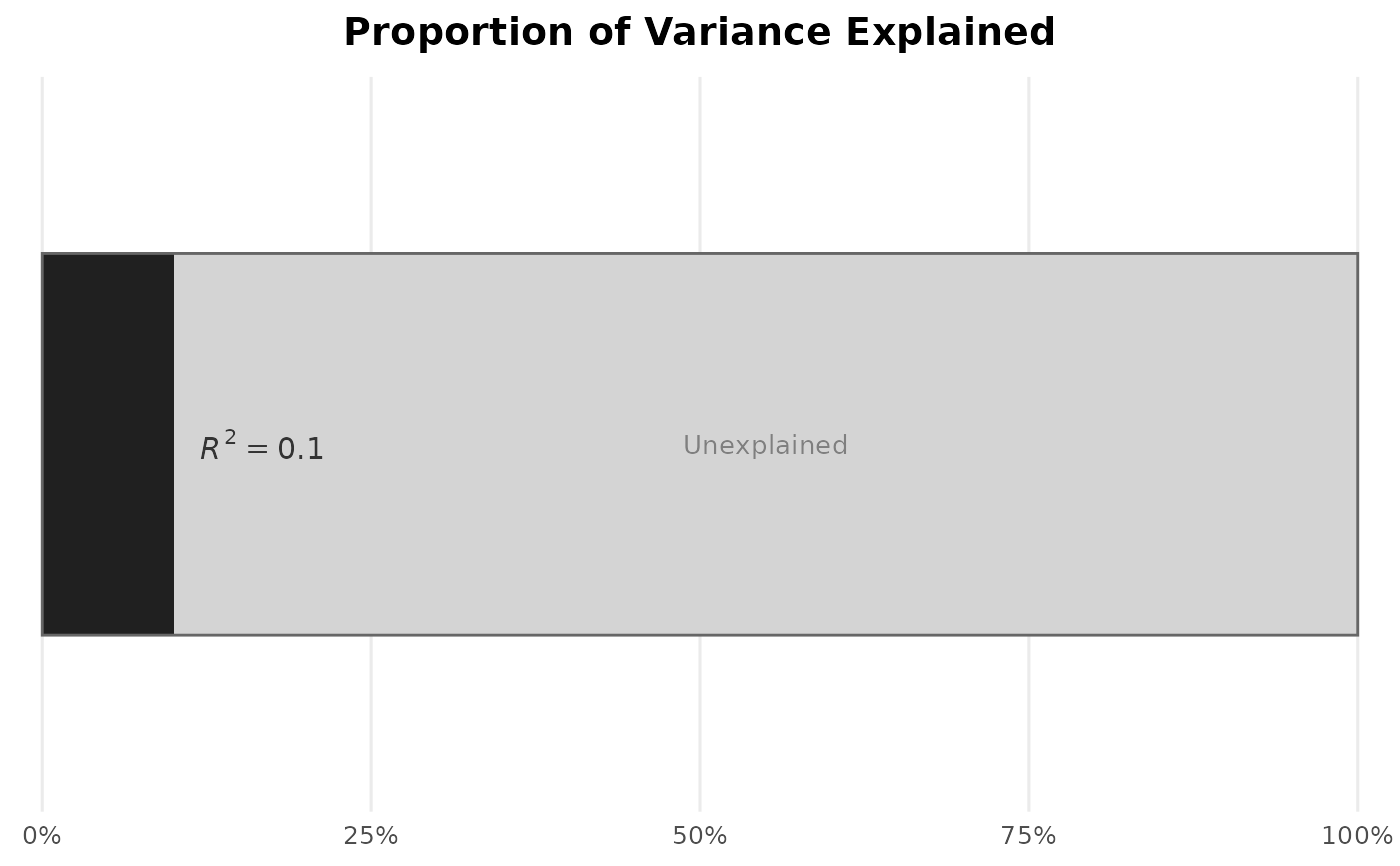 Proportion of Variance Explained
R² = 0.1
Unexplained
0% 25% 50% 75% 100%